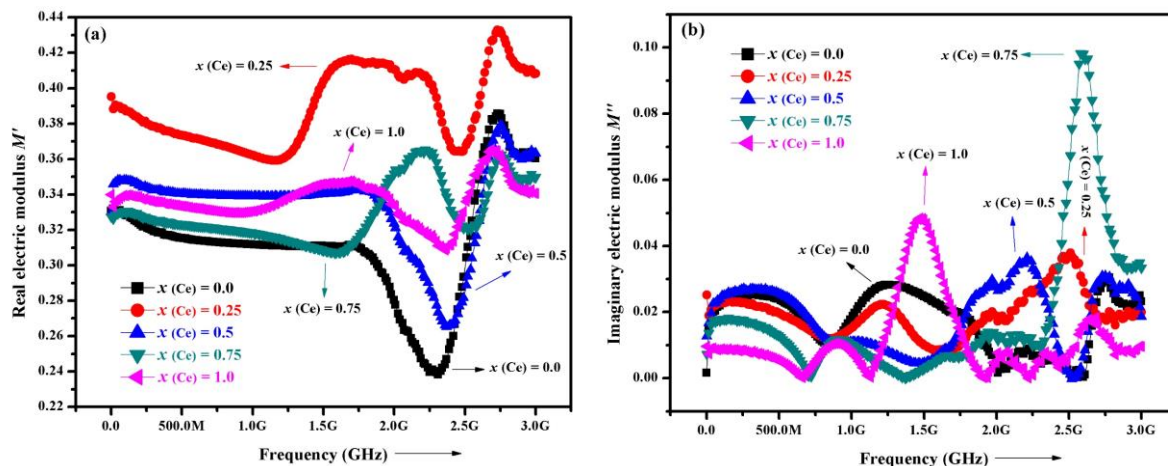 (a)
Real electric modulus M′
0.44
0.42
0.40
0.38
0.36
0.34
0.32
0.30
0.28
0.26
0.24
0.22
x (Ce) = 0.25
x (Ce) = 1.0
x (Ce) = 0.5
x (Ce) = 0.75
x (Ce) = 0.0
x (Ce) = 0.0
x (Ce) = 0.25
x (Ce) = 0.5
x (Ce) = 0.75
x (Ce) = 1.0
0.0 500.0M 1.0G 1.5G 2.0G 2.5G 3.0G
Frequency (GHz)
(b)
Imaginary electric modulus M′′
0.10
0.08
0.06
0.04
0.02
0.00
x (Ce) = 0.0
x (Ce) = 0.25
x (Ce) = 0.5
x (Ce) = 0.75
x (Ce) = 1.0
x (Ce) = 0.75
x (Ce) = 1.0
x (Ce) = 0.25
x (Ce) = 0.5
x (Ce) = 0.0
0.0 500.0M 1.0G 1.5G 2.0G 2.5G 3.0G
Frequency (GHz)